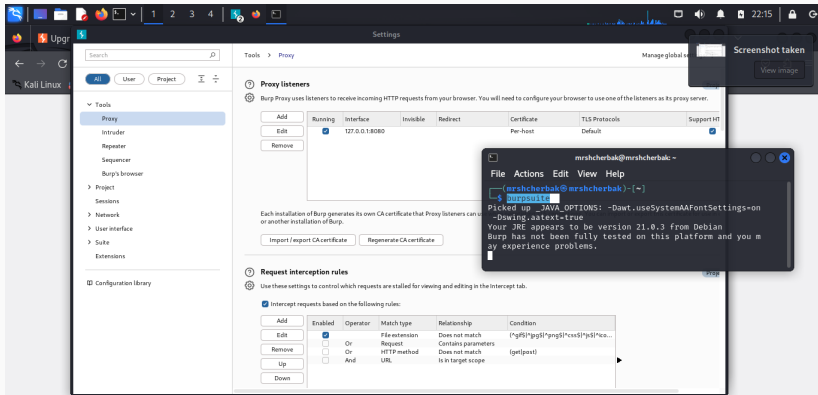 1 2 3 4
22:15
Upgr
Settings
Screenshot taken
View image
Kali Linux
Search
All User Project
Tools
Proxy
Intruder
Repeater
Sequencer
Burp's browser
Project
Sessions
Network
User interface
Suite
Extensions
Configuration library
Tools > Proxy
Manage global se
Proxy listeners
Burp Proxy uses listeners to receive incoming HTTP requests from your browser. You will need to configure your browser to use one of the listeners as its proxy server.
Add
Edit
Remove
Running Interface Invisible Redirect Certificate TLS Protocols Support HT
127.0.0.1:8080 Per-host Default
Each installation of Burp generates its own CA certificate that Proxy listeners can u
or another installation of Burp.
Import / export CA certificate Regenerate CA certificate
Request interception rules
Use these settings to control which requests are stalled for viewing and editing in the Intercept tab.
Intercept requests based on the following rules:
Add
Edit
Remove
Up
Down
Enabled Operator Match type Relationship Condition
File extension Does not match (^gif$|^jpg$|^png$|^css$|^js$|^ico...
Or Request Contains parameters
Or HTTP method Does not match (get|post)
And URL Is in target scope
mrshcherbak@mrshcherbak: ~
File Actions Edit View Help
(mrshcherbak㉿mrshcherbak)-[~]
$ burpsuite
Picked up _JAVA_OPTIONS: -Dawt.useSystemAAFontSettings=on
-Dswing.aatext=true
Your JRE appears to be version 21.0.3 from Debian
Burp has not been fully tested on this platform and you m
ay experience problems.